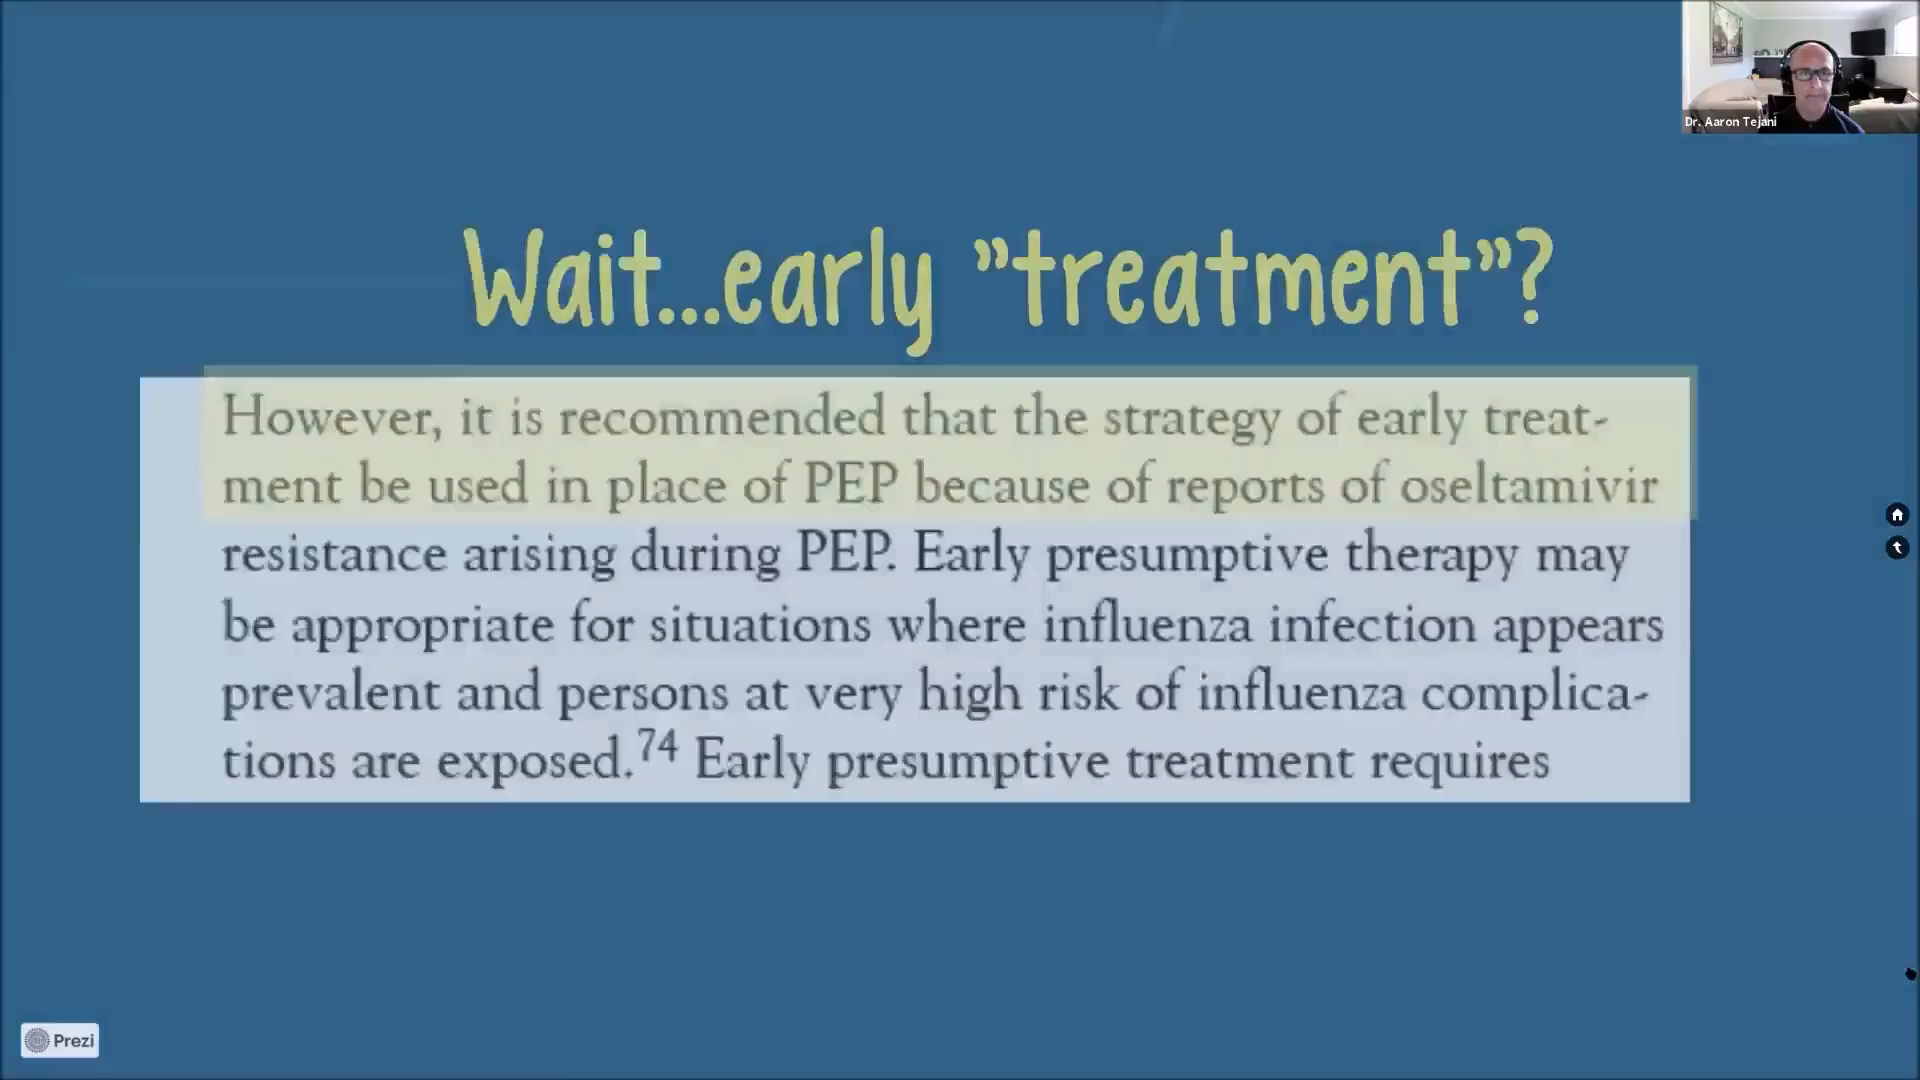 Dr. Aaron Tejani
Wait...early ”treatment”?
However, it is recommended that the strategy of early treat-
ment be used in place of PEP because of reports of oseltamivir
resistance arising during PEP. Early presumptive therapy may
be appropriate for situations where influenza infection appears
prevalent and persons at very high risk of influenza complica-
tions are exposed.74 Early presumptive treatment requires
Prezi